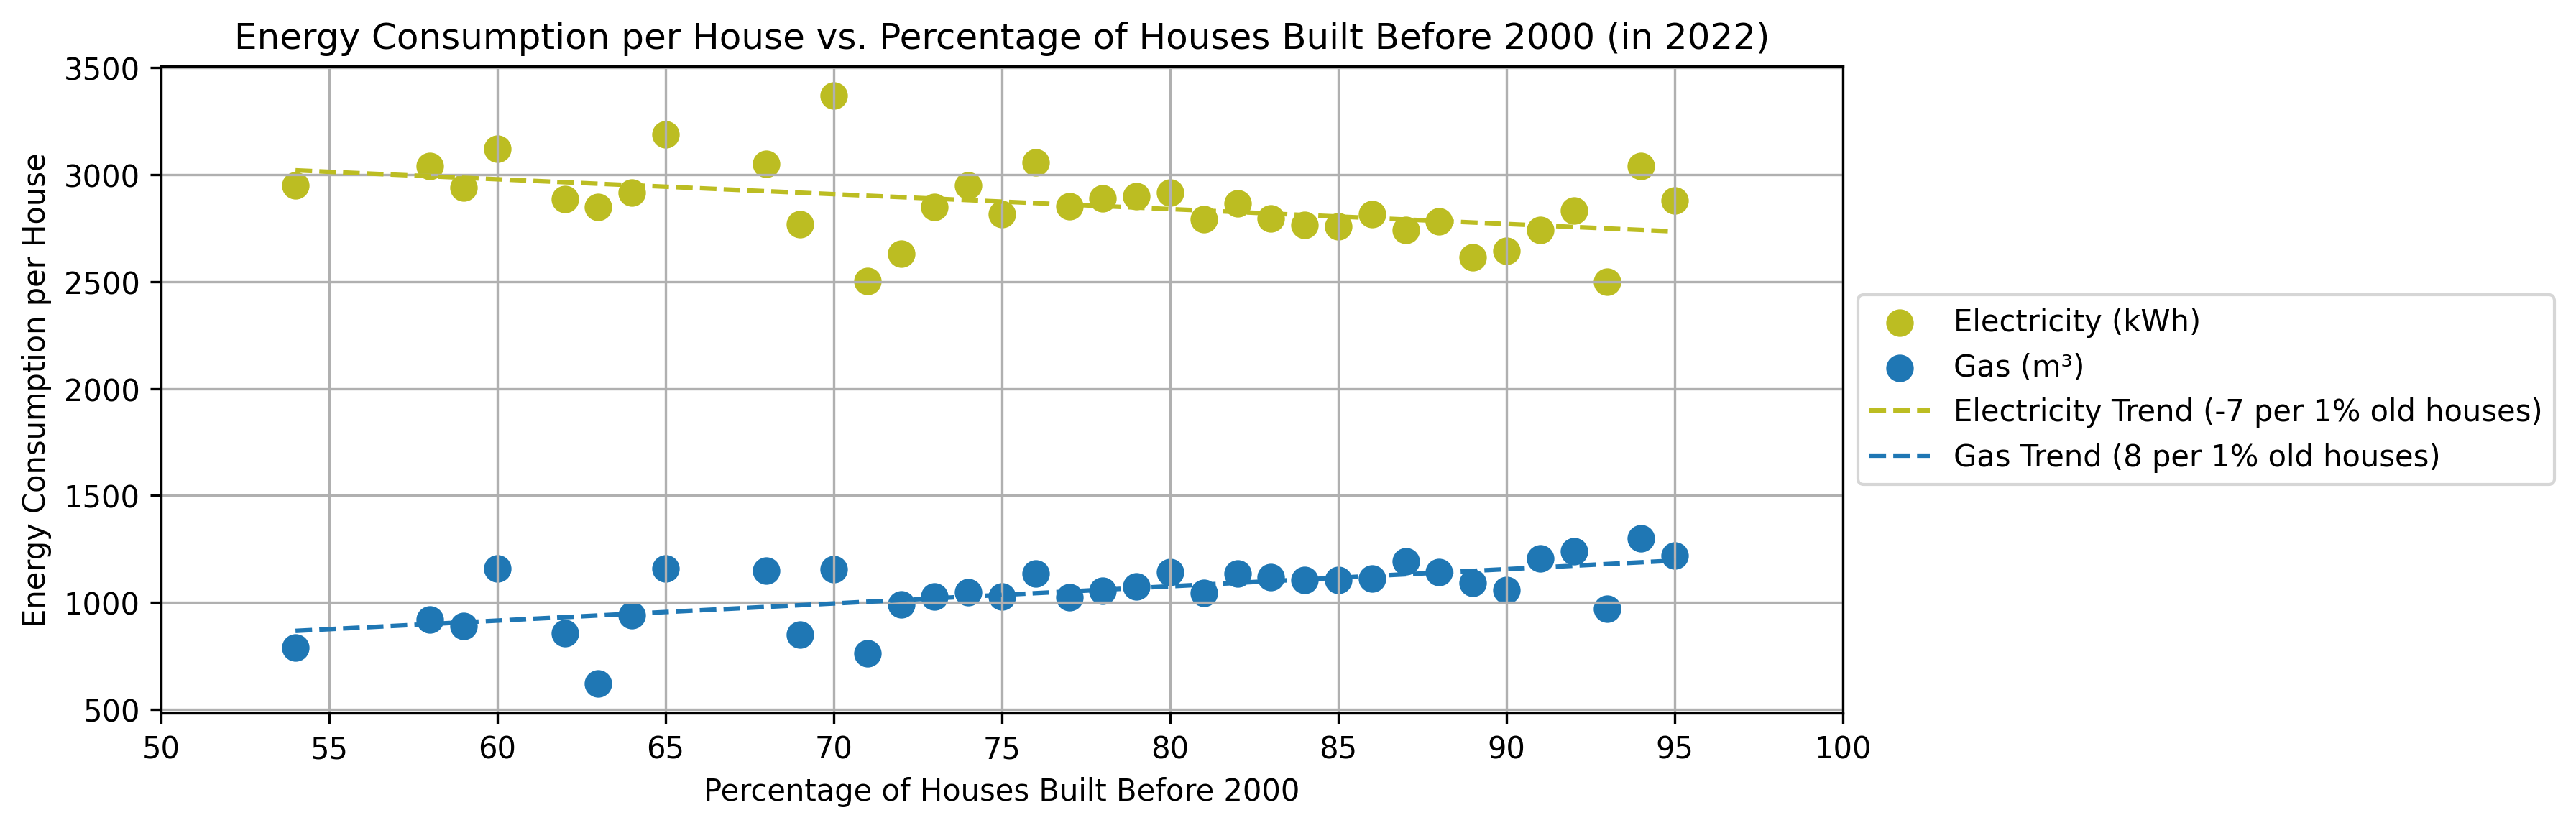 Energy Consumption per House vs. Percentage of Houses Built Before 2000 (in 2022)
Energy Consumption per House
3500
3000
2500
2000
1500
1000
500
50 55 60 65 70 75 80 85 90 95 100
Percentage of Houses Built Before 2000
Electricity (kWh)
Gas (m³)
Electricity Trend (-7 per 1% old houses)
Gas Trend (8 per 1% old houses)